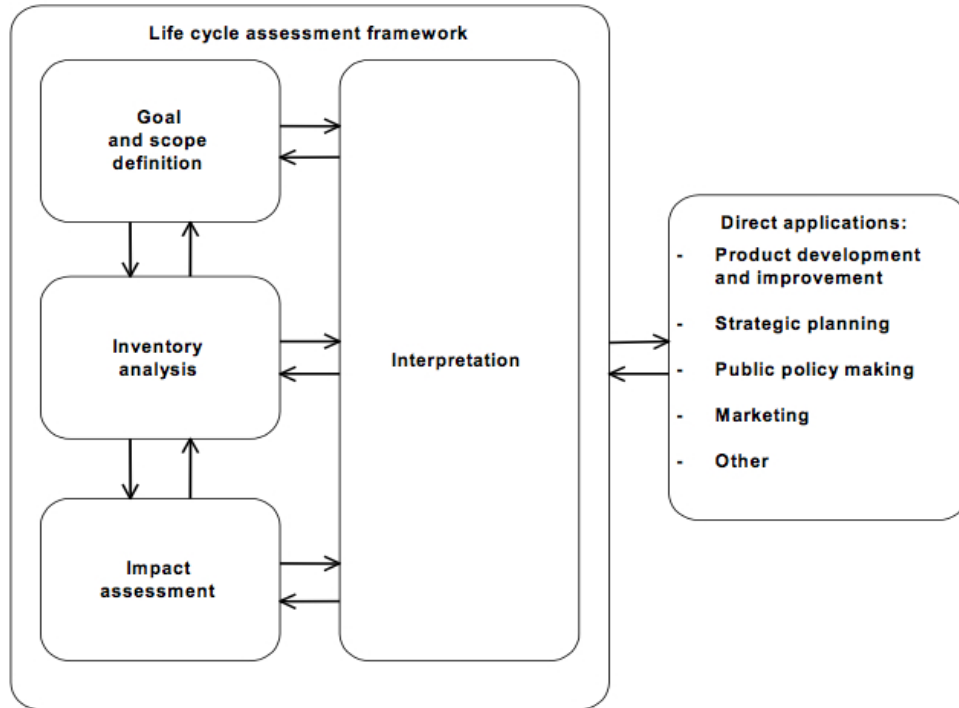 Life cycle assessment framework
Goal
and scope
definition
Inventory
analysis
Impact
assessment
Interpretation
Direct applications:
- Product development
and improvement
- Strategic planning
- Public policy making
- Marketing
- Other